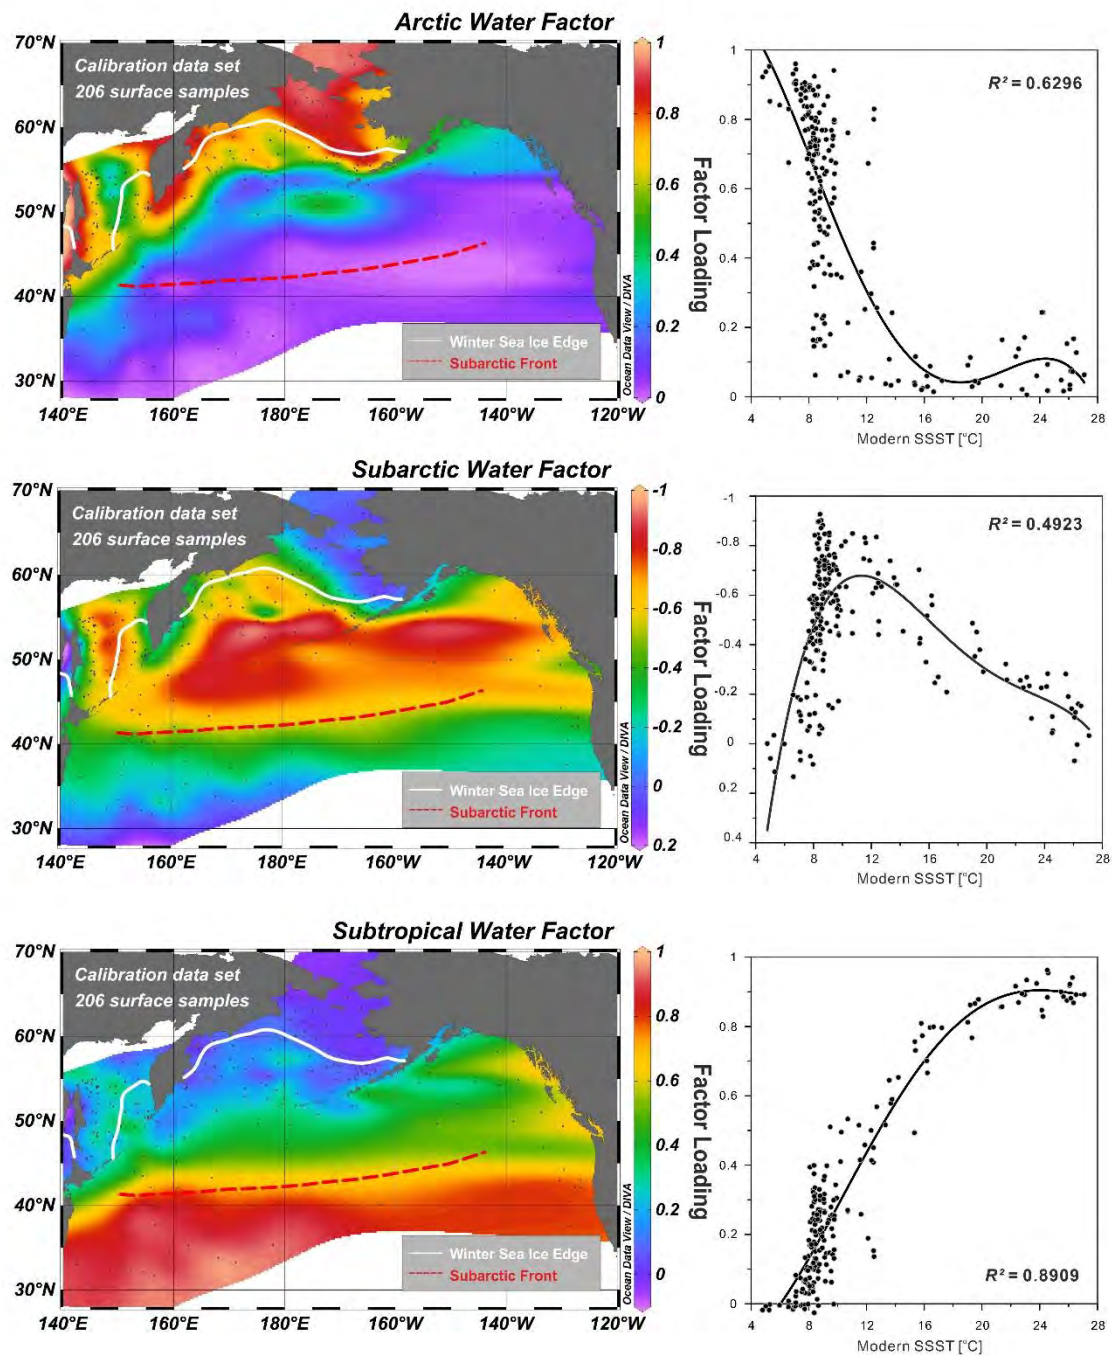 Arctic Water Factor
70°N
60°N
50°N
40°N
30°N
140°E 160°E 180°E 160°W 140°W 120°W
Calibration data set
206 surface samples
Winter Sea Ice Edge
Subarctic Front
Ocean Data View / DIVA
1
0.8
0.6
0.4
0.2
0
Factor Loading
1
0.8
0.6
0.4
0.2
0
R² = 0.6296
4 8 12 16 20 24 28
Modern SSST [°C]
Subarctic Water Factor
70°N
60°N
50°N
40°N
30°N
140°E 160°E 180°E 160°W 140°W 120°W
Calibration data set
206 surface samples
Winter Sea Ice Edge
Subarctic Front
Ocean Data View / DIVA
-1
-0.8
-0.6
-0.4
-0.2
0
0.2
Factor Loading
-1
-0.8
-0.6
-0.4
-0.2
0
0.2
0.4
R² = 0.4923
4 8 12 16 20 24 28
Modern SSST [°C]
Subtropical Water Factor
70°N
60°N
50°N
40°N
30°N
140°E 160°E 180°E 160°W 140°W 120°W
Calibration data set
206 surface samples
Winter Sea Ice Edge
Subarctic Front
Ocean Data View / DIVA
1
0.8
0.6
0.4
0.2
0
Factor Loading
1
0.8
0.6
0.4
0.2
0
R² = 0.8909
4 8 12 16 20 24 28
Modern SSST [°C]